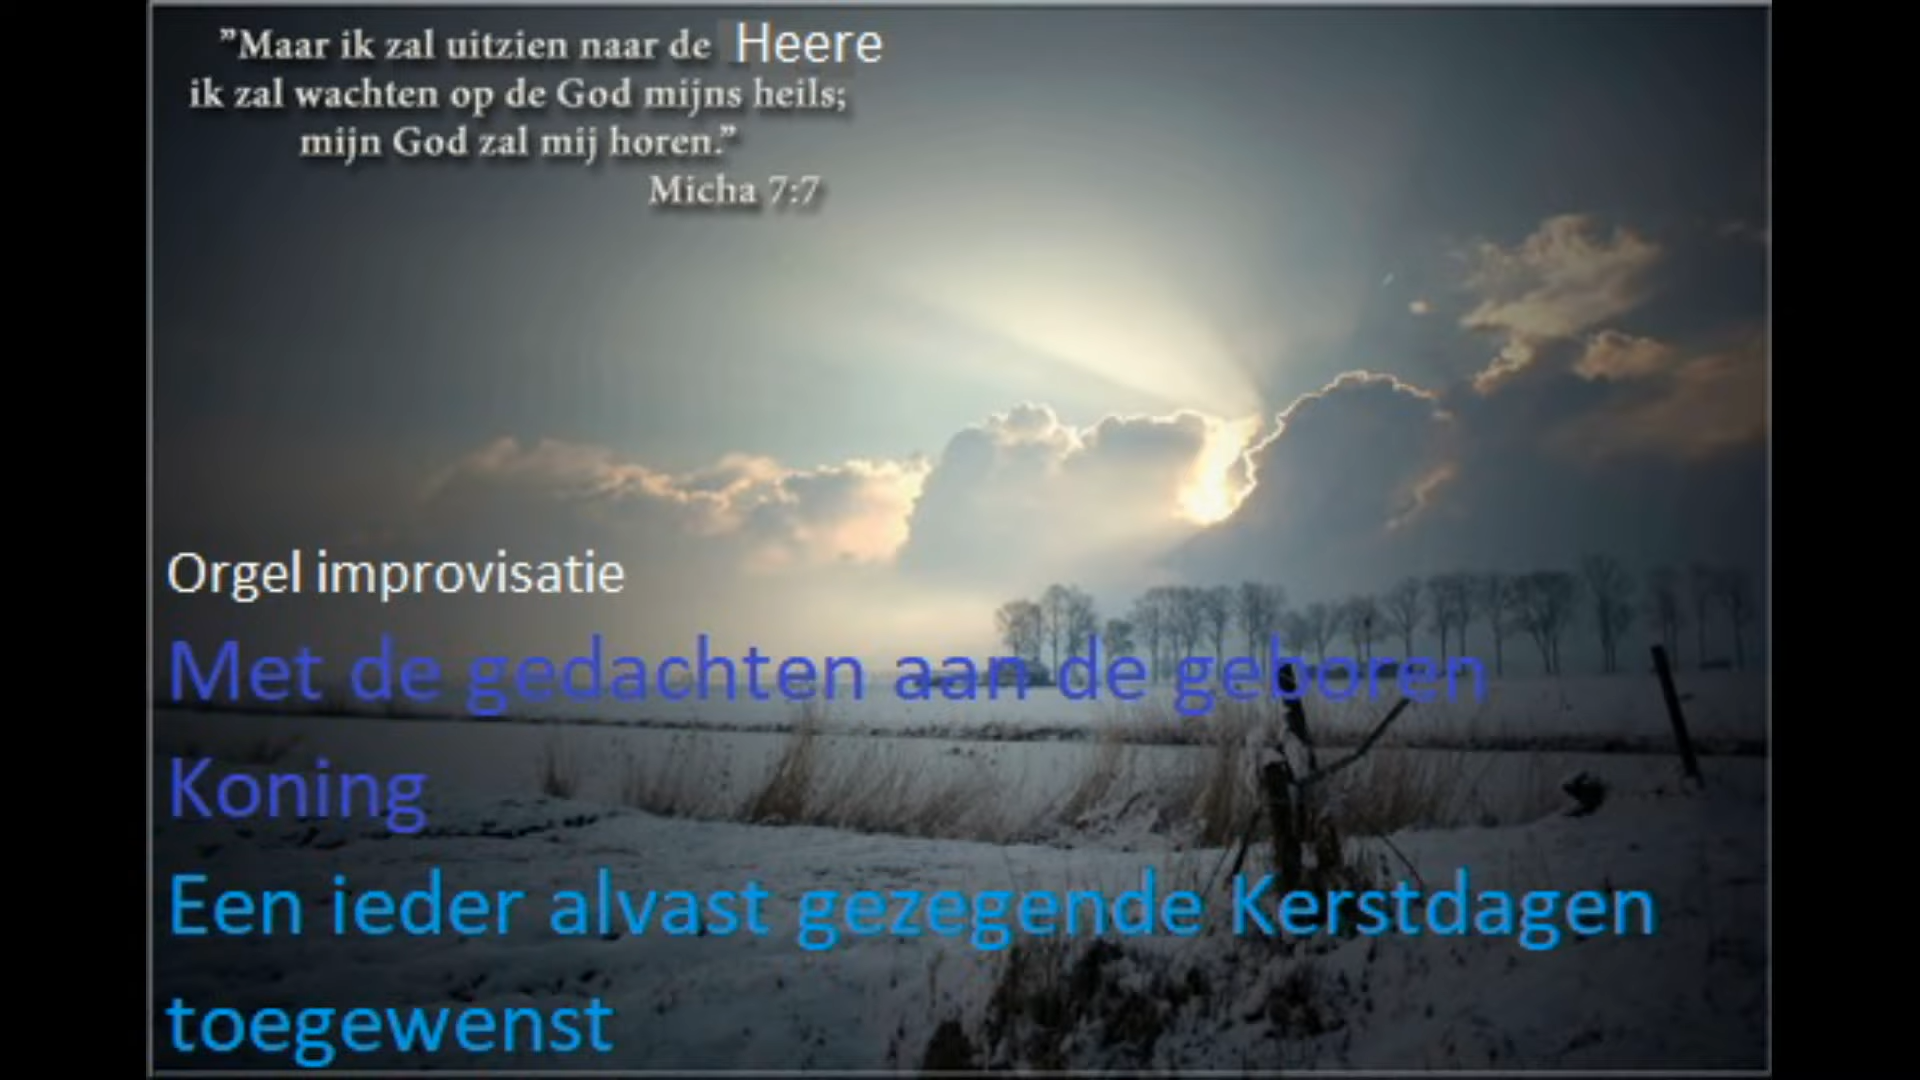 ”Maar ik zal uitzien naar de Heere
ik zal wachten op de God mijns heils;
mijn God zal mij horen.”
Micha 7:7
Orgel improvisatie
Met de gedachten aan de geboren
Koning
Een ieder alvast gezegende Kerstdagen
toegewenst